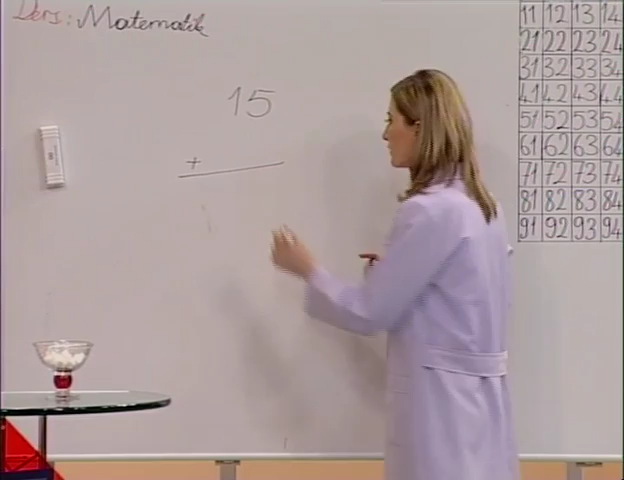 Ders: Matematik
15
+
11 12 13 14
21 22 23 24
31 32 33 34
41 42 43 44
51 52 53 54
61 62 63 64
71 72 73 74
81 82 83 84
91 92 93 94